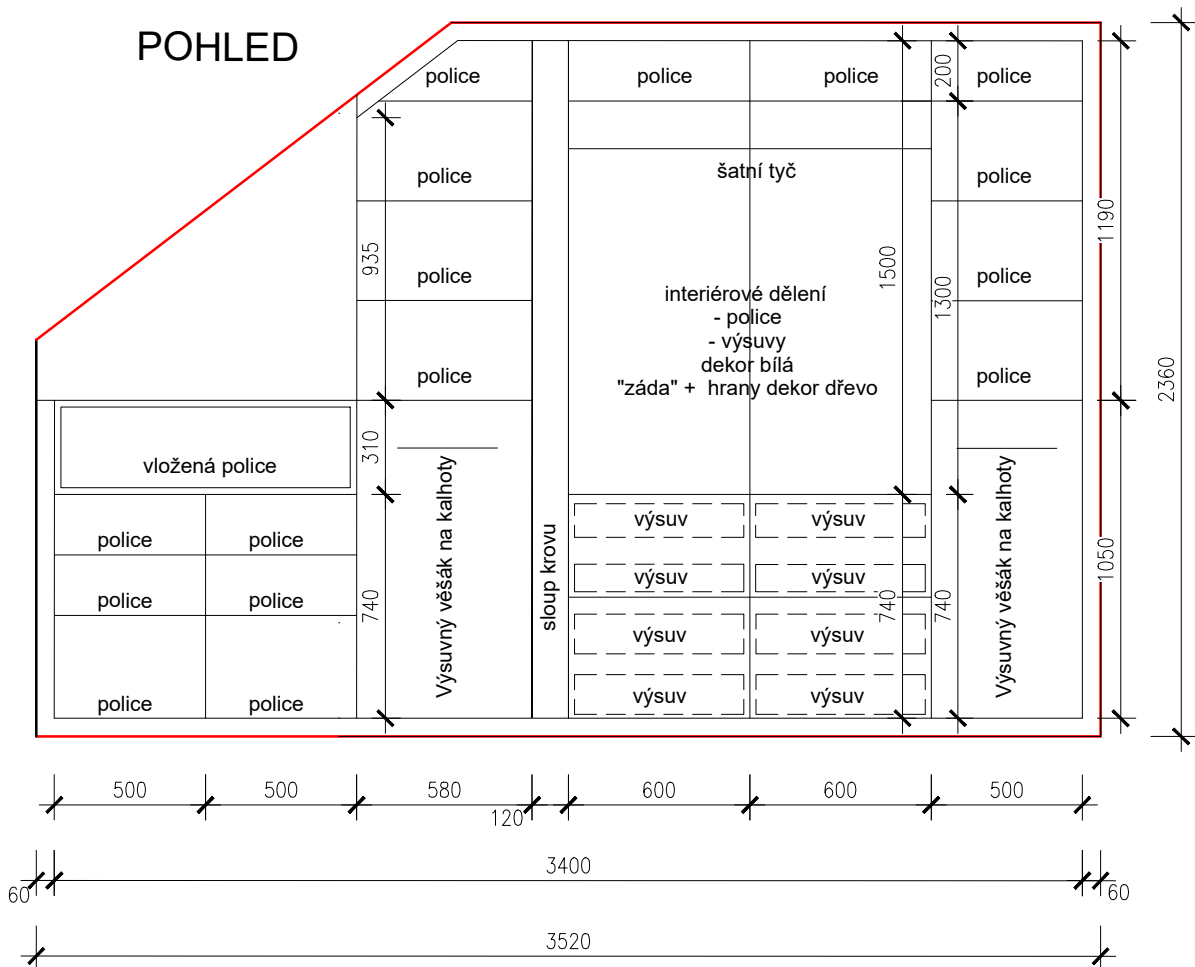 POHLED
police
police
police
200
police
2360
police
šatní tyč
police
1190
935
police
1500
1300
interiérové dělení
- police
- výsuvy
dekor bílá
"záda" + hrany dekor dřevo
police
police
police
310
vložená police
Výsuvný věšák na kalhoty
sloup krovu
Výsuvný věšák na kalhoty
1050
police
police
výsuv
výsuv
police
police
740
výsuv
výsuv
740
740
výsuv
výsuv
police
police
výsuv
výsuv
500
500
580
120
600
600
500
60
3400
60
3520